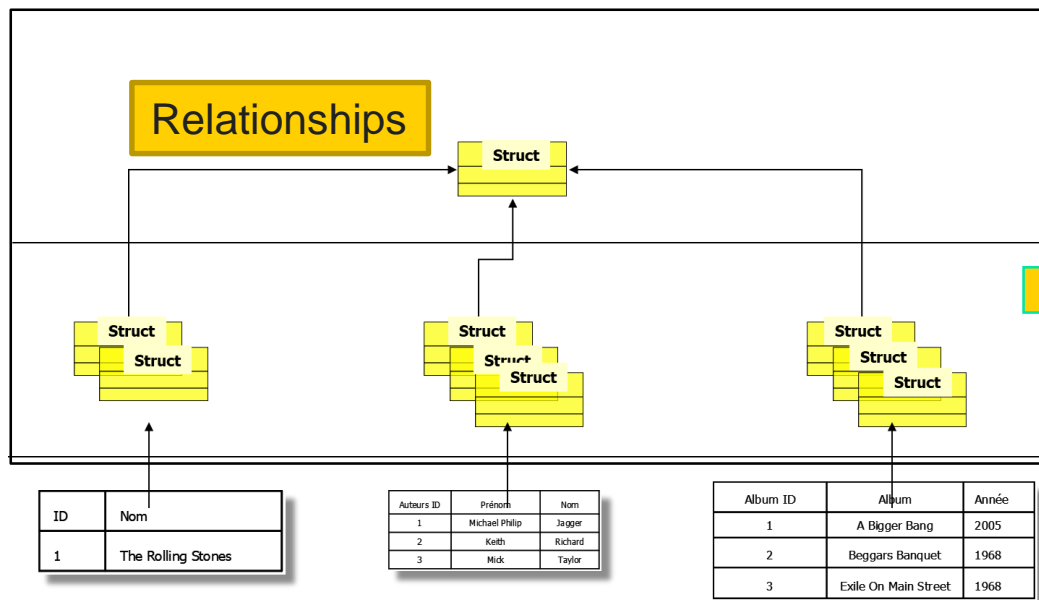 Relationships
Struct
Struct
Struct
Struct
Struct
Struct
Struct
Struct
Struct
ID Nom
1 The Rolling Stones
Auteurs ID Prénom Nom
1 Michael Philip Jagger
2 Keith Richard
3 Mick Taylor
Album ID Album Année
1 A Bigger Bang 2005
2 Beggars Banquet 1968
3 Exile On Main Street 1968